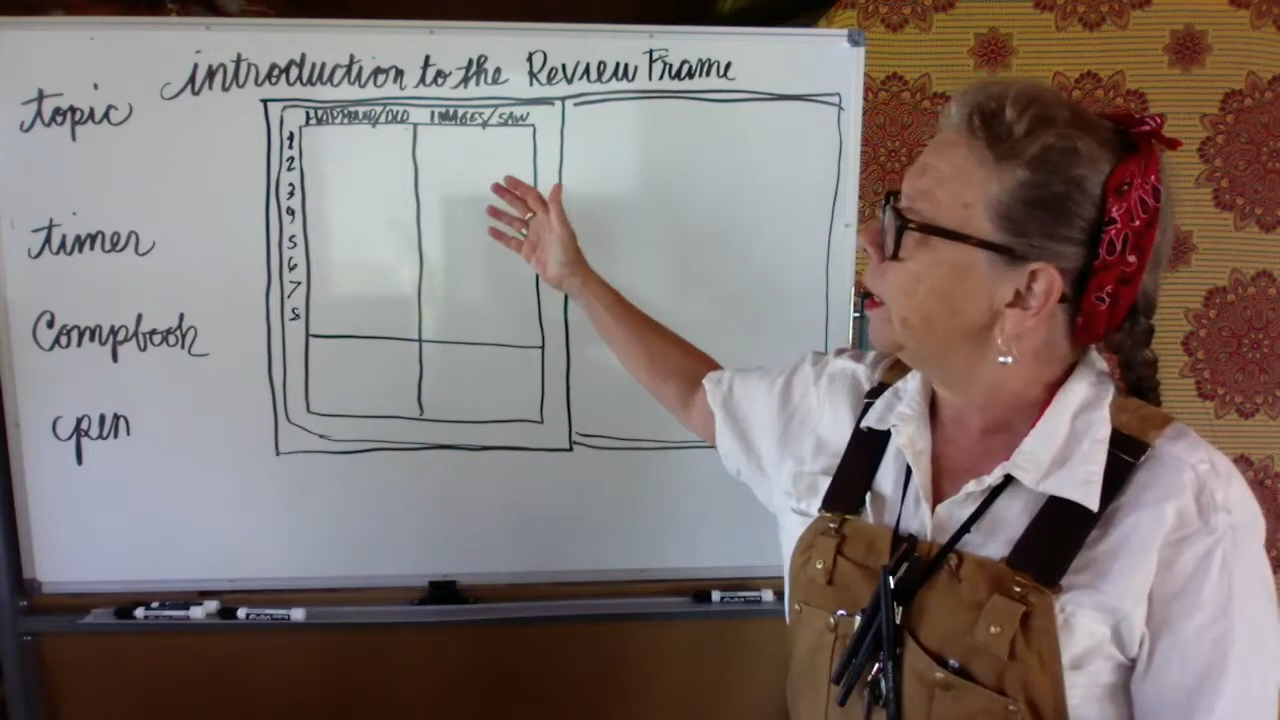 introduction to the Review Frame
topic
timer
Compbook
pen
HAPPENED/DID IMAGES/SAW
1
2
3
4
5
6
7
8